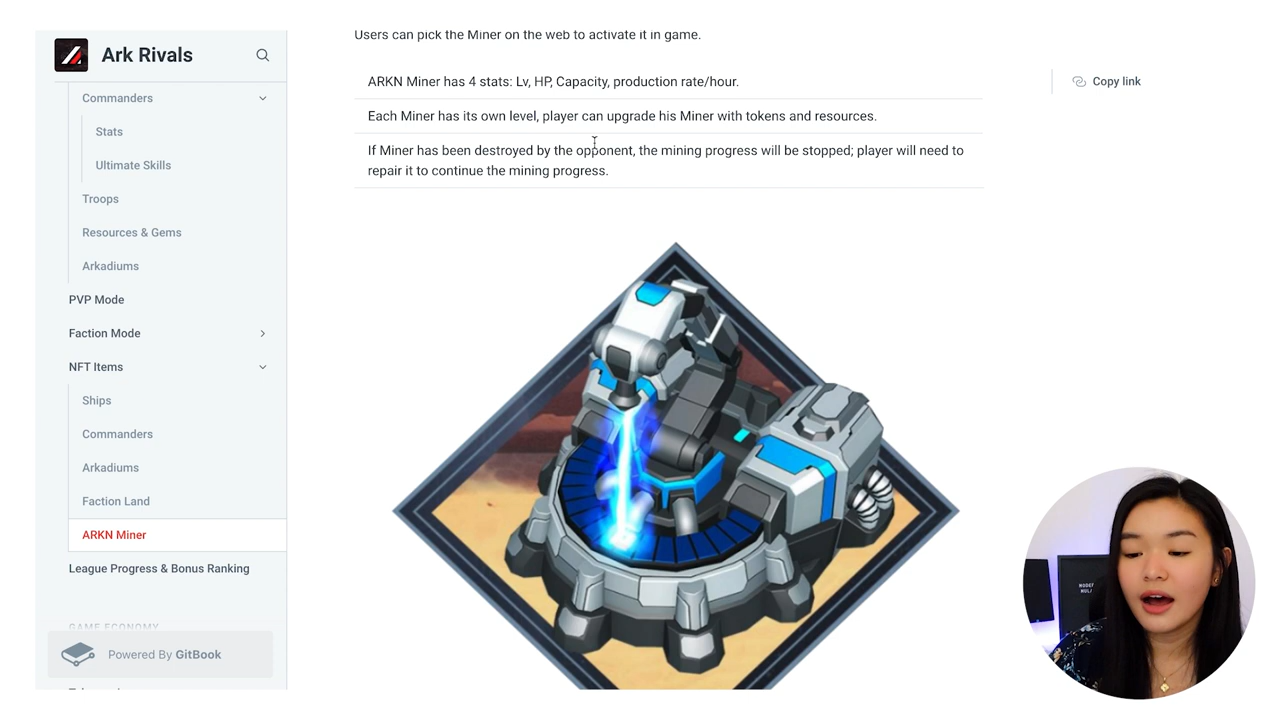 Users can pick the Miner on the web to activate it in game.
Ark Rivals
Commanders
Stats
Ultimate Skills
Troops
Resources & Gems
Arkadiums
PVP Mode
Faction Mode
NFT Items
Ships
Commanders
Arkadiums
Faction Land
ARKN Miner
League Progress & Bonus Ranking
GAME ECONOMY
Powered By GitBook
ARKN Miner has 4 stats: Lv, HP, Capacity, production rate/hour.
Each Miner has its own level, player can upgrade his Miner with tokens and resources.
If Miner has been destroyed by the opponent, the mining progress will be stopped; player will need to
repair it to continue the mining progress.
Copy link